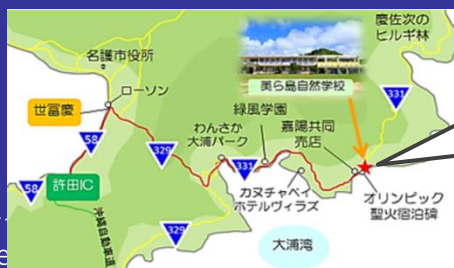 慶佐次の
ヒルギ林
名護市役所
ローソン
美ら島自然学校
331
世冨慶
58
329
わんさか
大浦パーク
緑風学園
嘉陽共同
売店
331
58
許田IC
カヌチャベイ
ホテルヴィラズ
オリンピック
聖火宿泊碑
沖縄自動車道
329
大浦湾